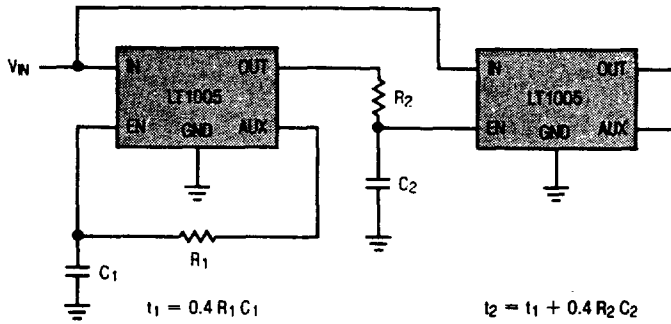 V_IN
IN OUT
LT1005
EN GND AUX
R₁
C₁
t₁ = 0.4 R₁ C₁
R₂
C₂
IN OUT
LT1005
EN GND AUX
t₂ = t₁ + 0.4 R₂ C₂